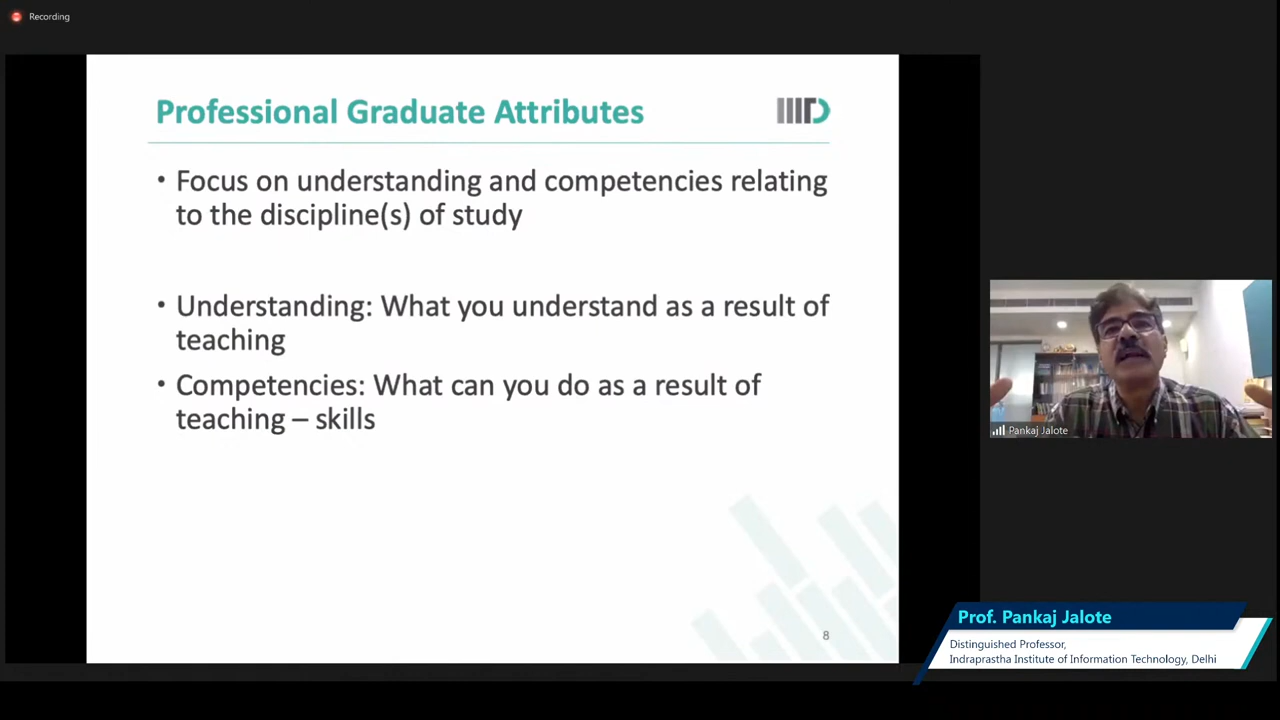 Recording
Professional Graduate Attributes
IIITD
• Focus on understanding and competencies relating
to the discipline(s) of study
• Understanding: What you understand as a result of
teaching
• Competencies: What can you do as a result of
teaching – skills
8
Pankaj Jalote
Prof. Pankaj Jalote
Distinguished Professor,
Indraprastha Institute of Information Technology, Delhi